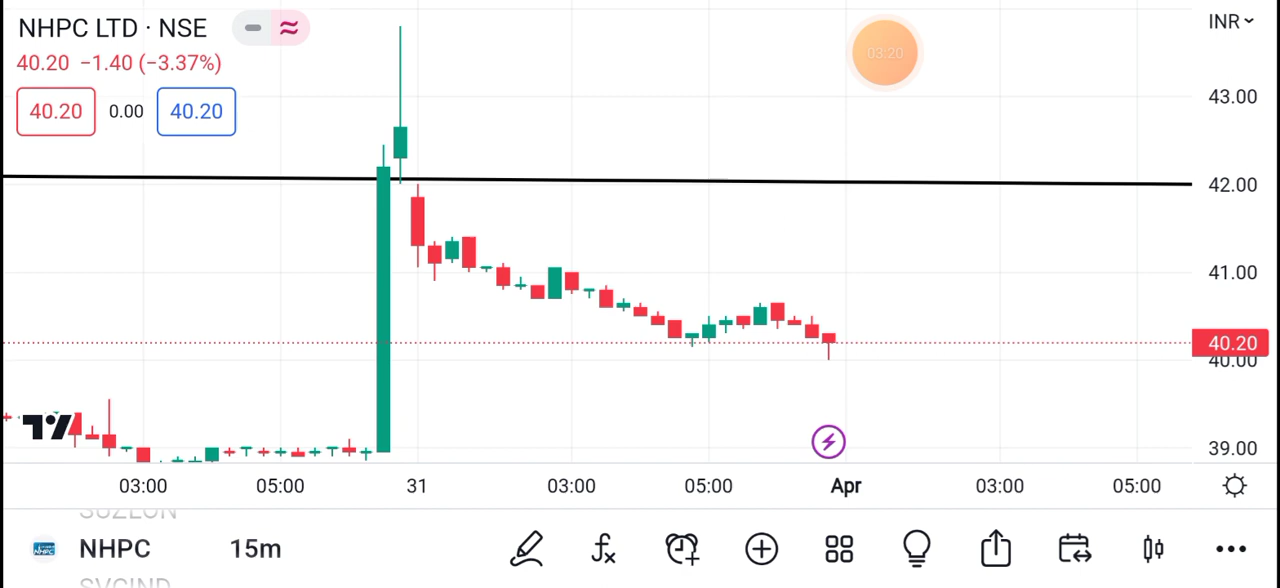 NHPC LTD · NSE
INR
40.20 −1.40 (−3.37%)
03:20
40.20 0.00 40.20
43.00
42.00
41.00
40.20
40.00
39.00
03:00 05:00 31 03:00 05:00 Apr 03:00 05:00
SUZLON
NHPC 15m